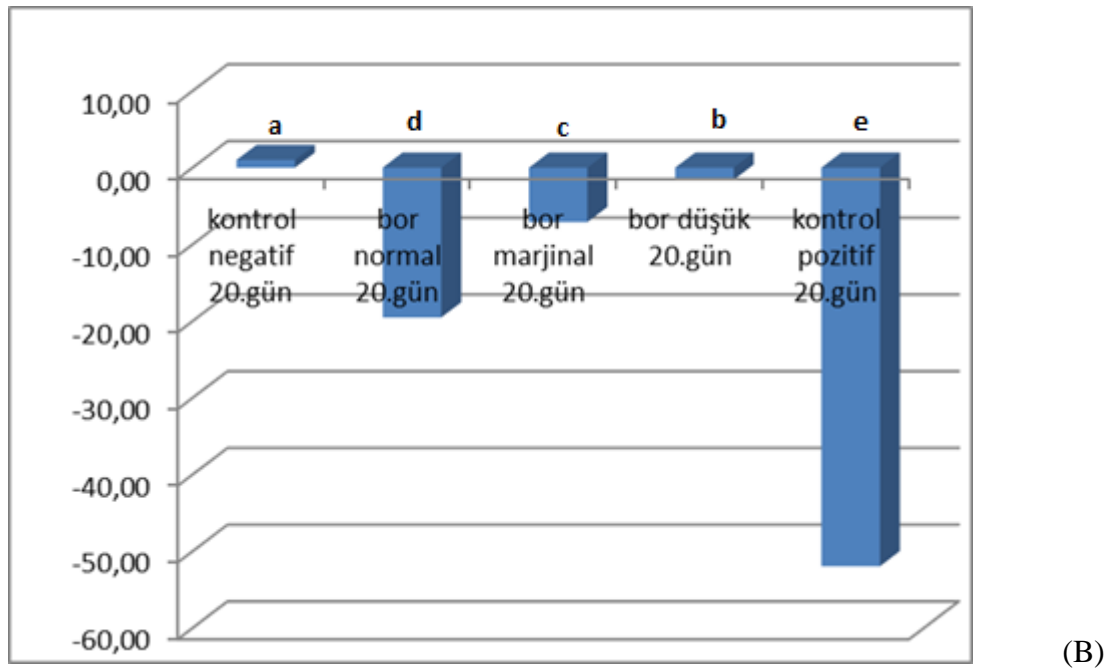 10,00
0,00
-10,00
-20,00
-30,00
-40,00
-50,00
-60,00
a
d
c
b
e
kontrol
negatif
20.gün
bor
normal
20.gün
bor
marjinal
20.gün
bor düşük
20.gün
kontrol
pozitif
20.gün
(B)